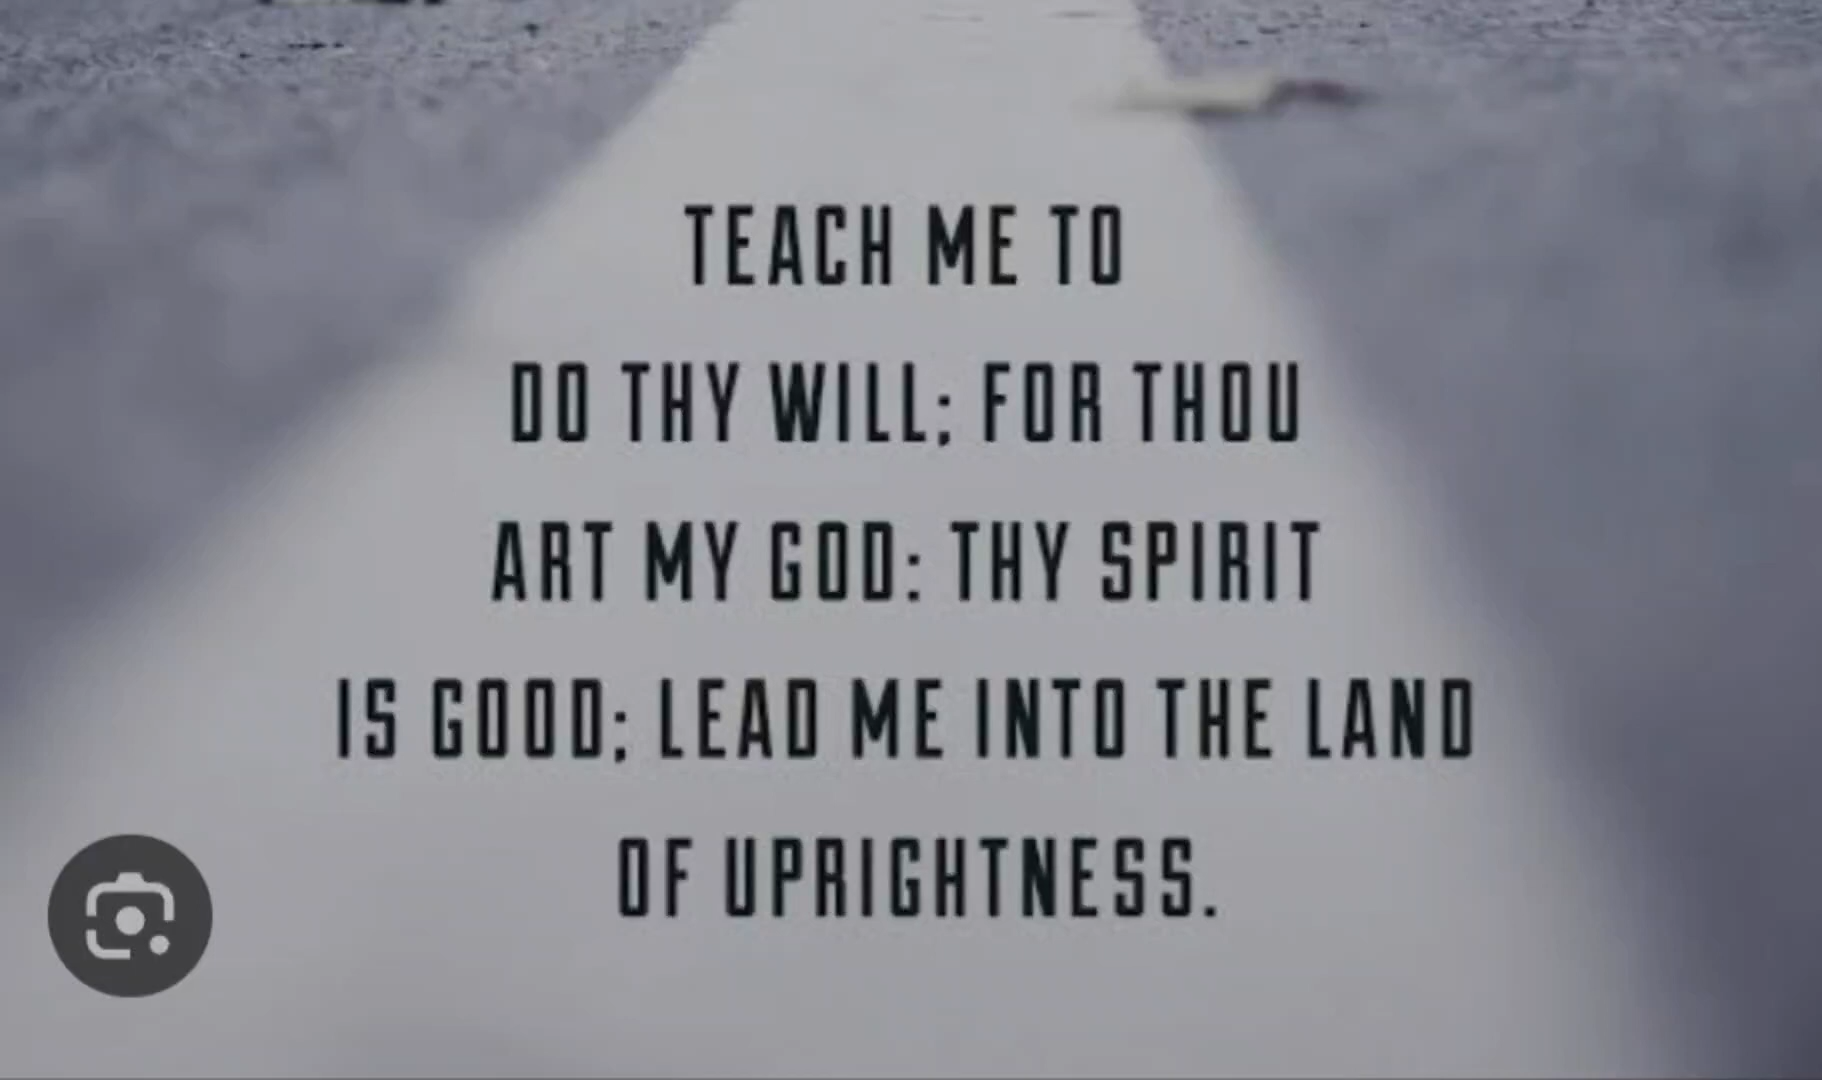 TEACH ME TO
DO THY WILL; FOR THOU
ART MY GOD: THY SPIRIT
IS GOOD; LEAD ME INTO THE LAND
OF UPRIGHTNESS.